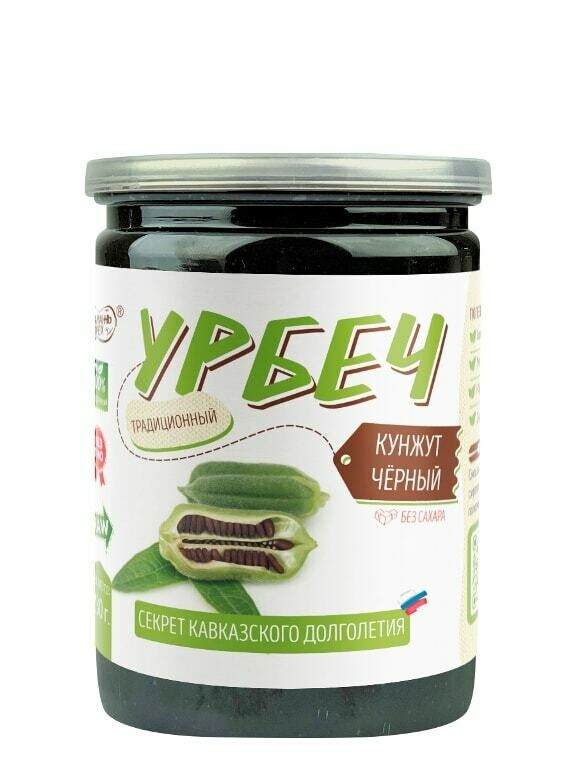 УРБЕЧ
ТРАДИЦИОННЫЙ
КУНЖУТ
ЧЁРНЫЙ
БЕЗ САХАРА
СЕКРЕТ КАВКАЗСКОГО ДОЛГОЛЕТИЯ